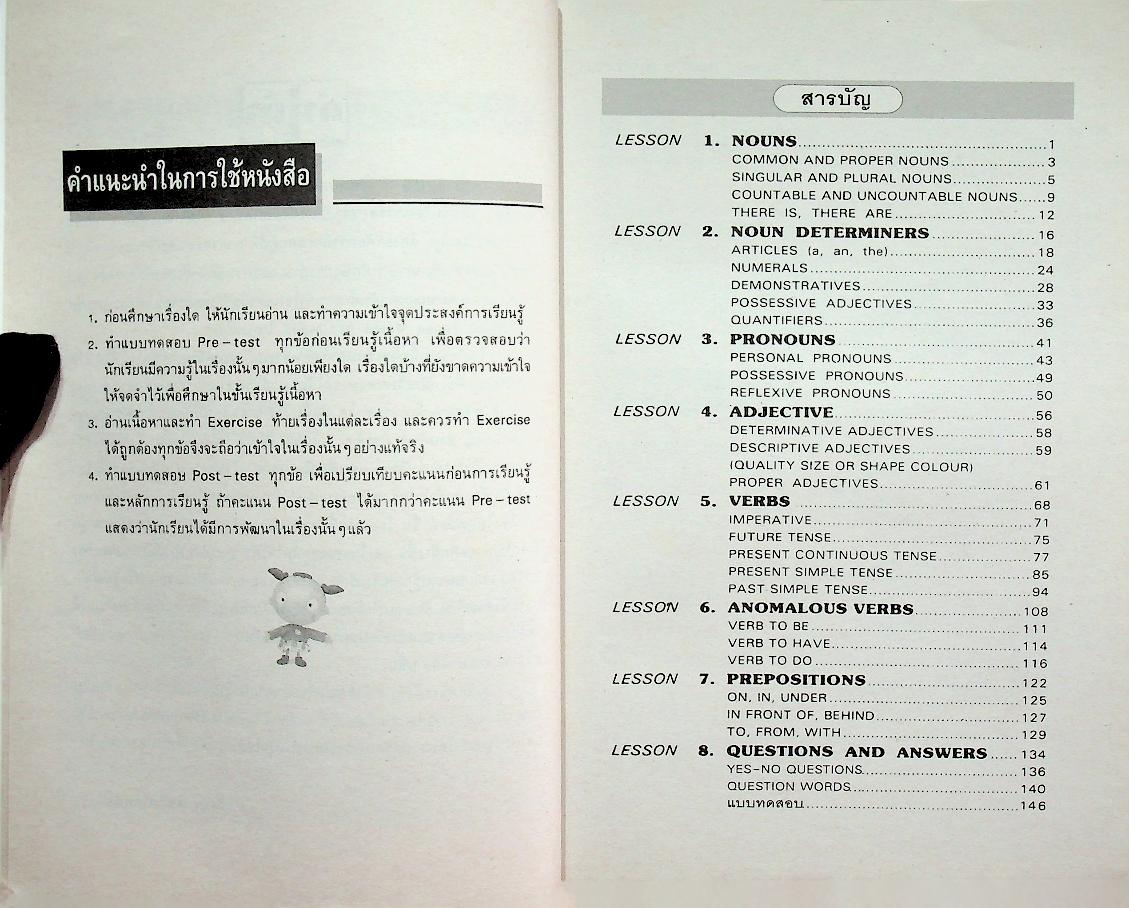 คำแนะนำในการใช้หนังสือ
1. ก่อนศึกษาเรื่องใด ให้นักเรียนอ่าน และทำความเข้าใจจุดประสงค์การเรียนรู้
2. ทำแบบทดสอบ Pre-test ทุกข้อก่อนเรียนรู้เนื้อหา เพื่อตรวจสอบว่า
นักเรียนมีความรู้ในเรื่องนั้น ๆ มากน้อยเพียงใด เรื่องใดบ้างที่ยังขาดความเข้าใจ
ให้จดจำไว้เพื่อศึกษาในขั้นเรียนรู้เนื้อหา
3. อ่านเนื้อหาและทำ Exercise ท้ายเรื่องในแต่ละเรื่อง และควรทำ Exercise
ได้ถูกต้องทุกข้อจึงจะถือว่าเข้าใจในเรื่องนั้น ๆ อย่างแท้จริง
4. ทำแบบทดสอบ Post-test ทุกข้อ เพื่อเปรียบเทียบคะแนนก่อนการเรียนรู้
และหลักการเรียนรู้ ถ้าคะแนน Post-test ได้มากกว่าคะแนน Pre-test
แสดงว่านักเรียนได้มีการพัฒนาในเรื่องนั้น ๆ แล้ว
สารบัญ
LESSON 1. NOUNS...1
COMMON AND PROPER NOUNS...3
SINGULAR AND PLURAL NOUNS...5
COUNTABLE AND UNCOUNTABLE NOUNS...9
THERE IS, THERE ARE...12
LESSON 2. NOUN DETERMINERS...16
ARTICLES (a, an, the)...18
NUMERALS...24
DEMONSTRATIVES...28
POSSESSIVE ADJECTIVES...33
QUANTIFIERS...36
LESSON 3. PRONOUNS...41
PERSONAL PRONOUNS...43
POSSESSIVE PRONOUNS...49
REFLEXIVE PRONOUNS...50
LESSON 4. ADJECTIVE...56
DETERMINATIVE ADJECTIVES...58
DESCRIPTIVE ADJECTIVES...59
(QUALITY SIZE OR SHAPE COLOUR)
PROPER ADJECTIVES...61
LESSON 5. VERBS...68
IMPERATIVE...71
FUTURE TENSE...75
PRESENT CONTINUOUS TENSE...77
PRESENT SIMPLE TENSE...85
PAST SIMPLE TENSE...94
LESSON 6. ANOMALOUS VERBS...108
VERB TO BE...111
VERB TO HAVE...114
VERB TO DO...116
LESSON 7. PREPOSITIONS...122
ON, IN, UNDER...125
IN FRONT OF, BEHIND...127
TO, FROM, WITH...129
LESSON 8. QUESTIONS AND ANSWERS...134
YES-NO QUESTIONS...136
QUESTION WORDS...140
แบบทดสอบ...146